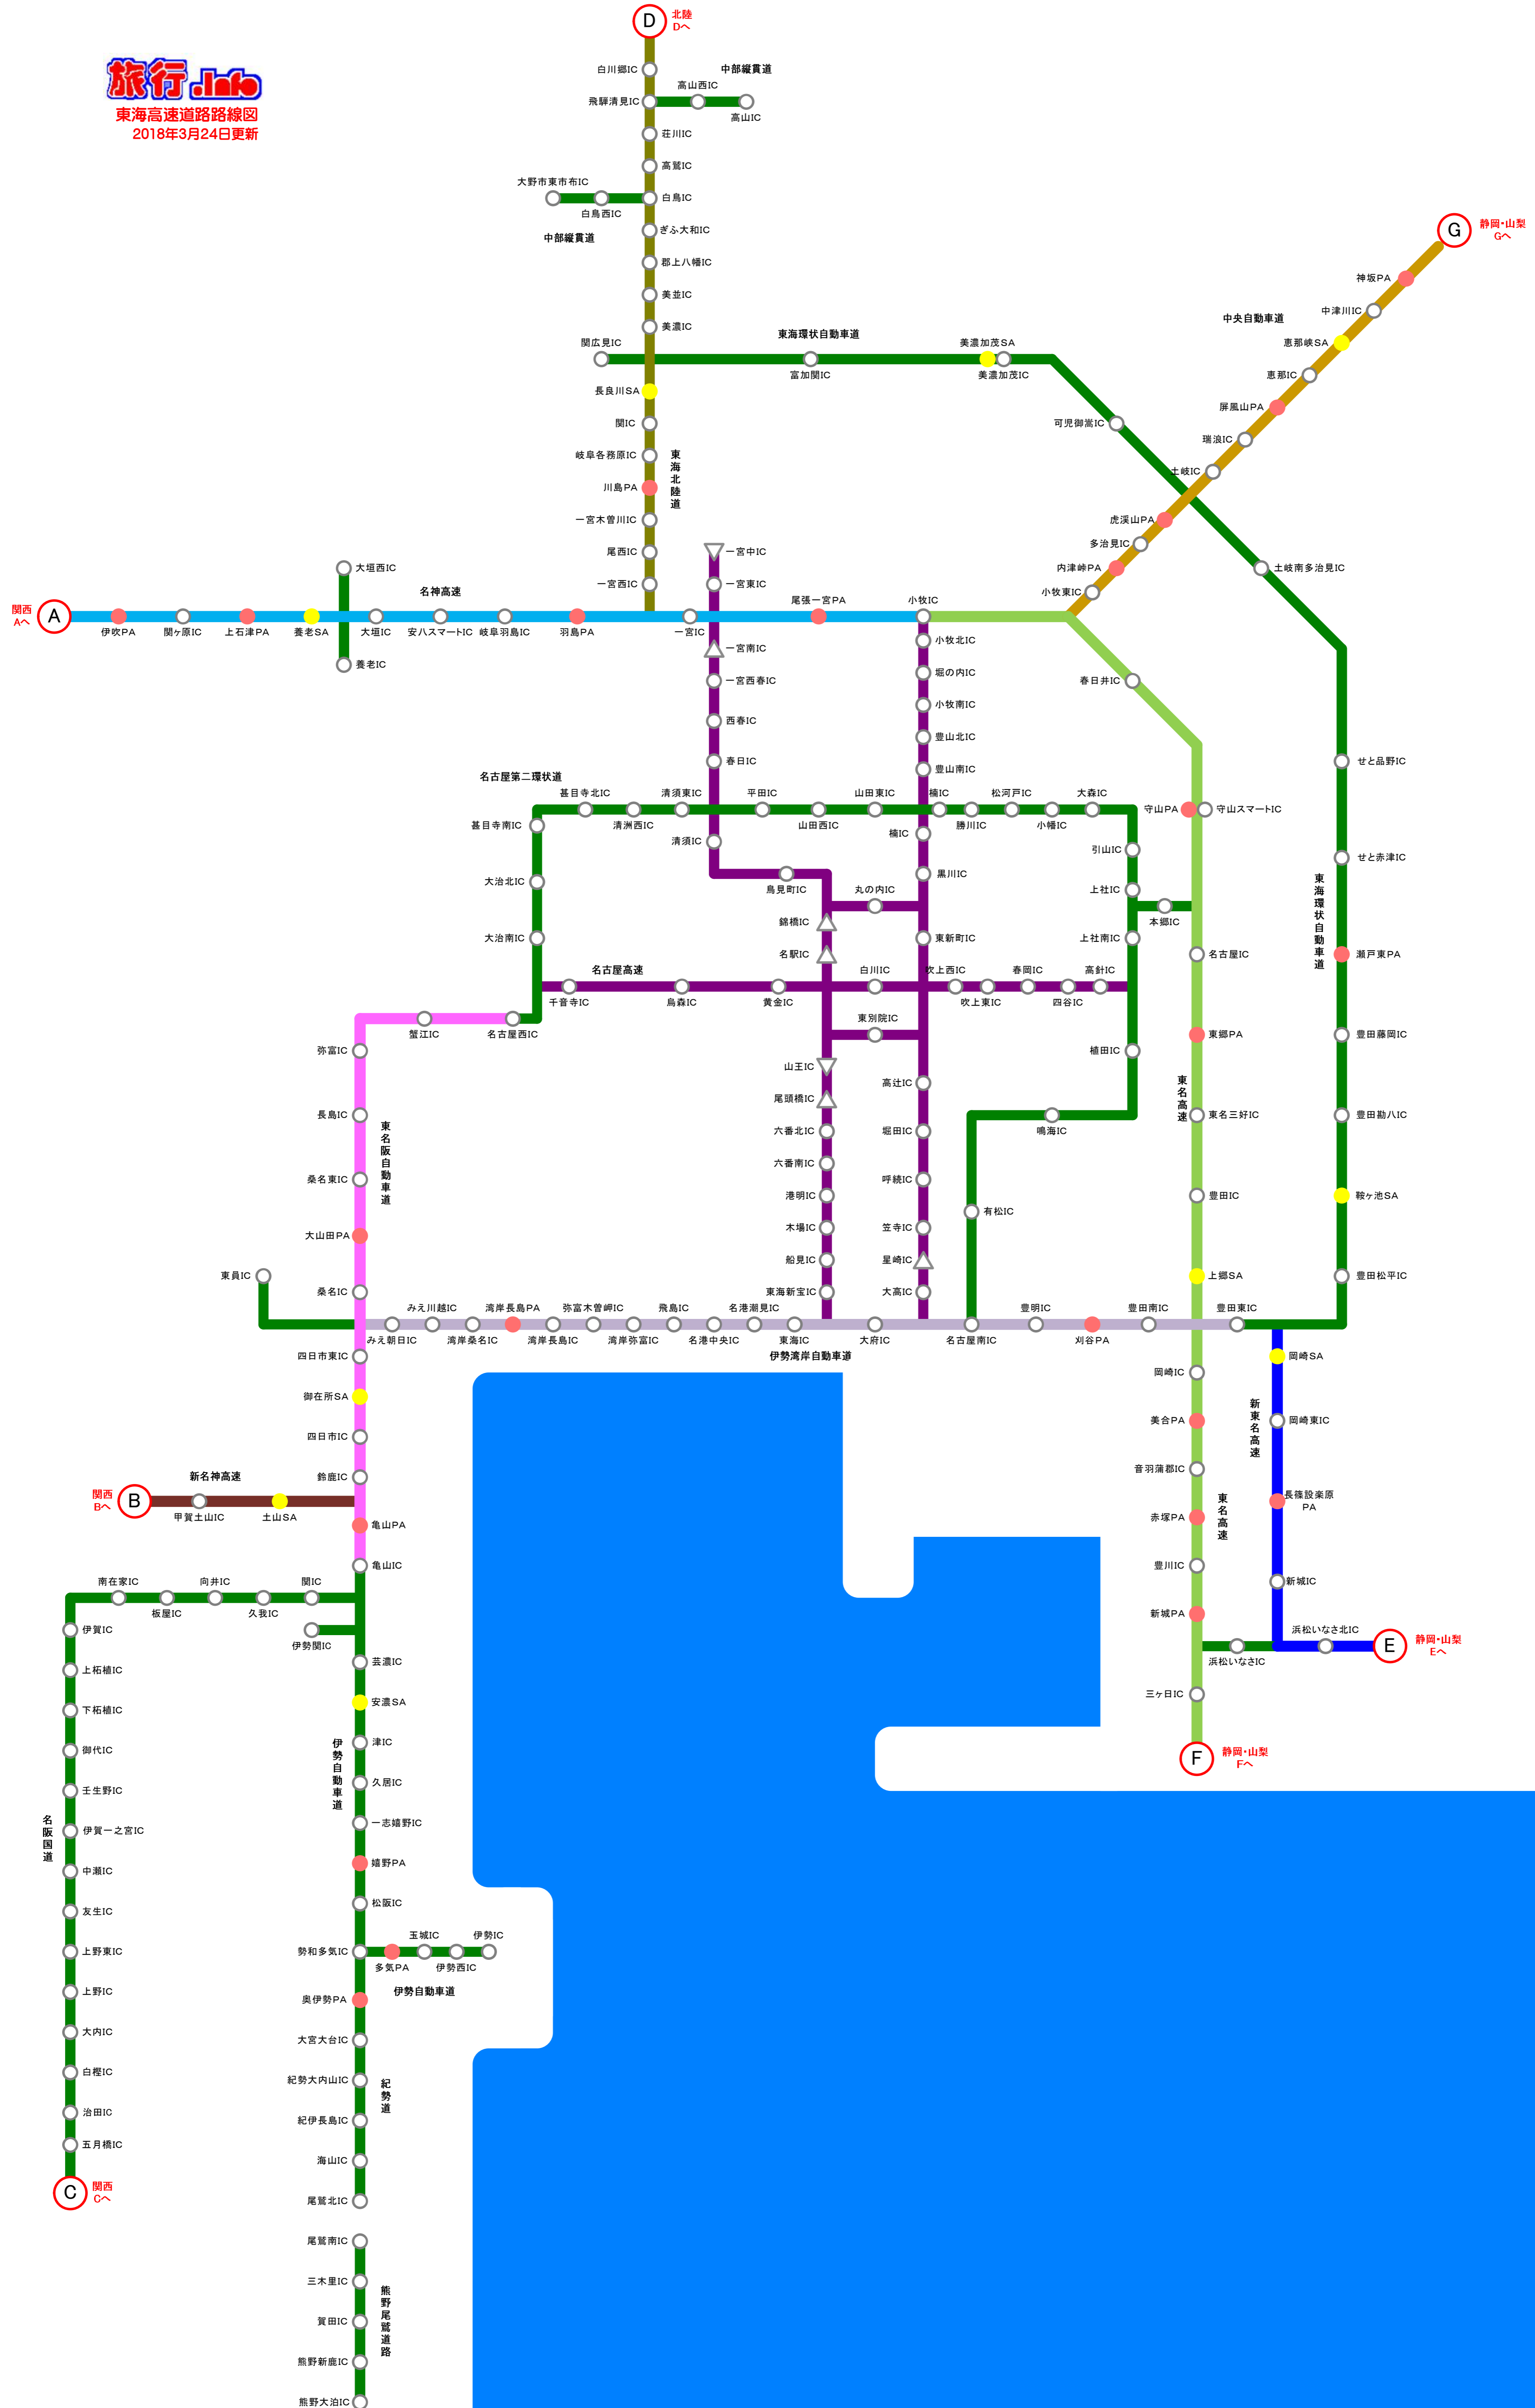 D
北陸
Dへ
旅行.Info
東海高速道路路線図
2018年3月24日更新
白川郷IC
中部縦貫道
高山西IC
飛騨清見IC
高山IC
荘川IC
高鷲IC
大野市東市布IC
白鳥IC
白鳥西IC
中部縦貫道
ぎふ大和IC
郡上八幡IC
美並IC
美濃IC
G
静岡・山梨
Gへ
神坂PA
中津川IC
中央自動車道
恵那峡SA
恵那IC
屏風山PA
瑞浪IC
土岐IC
虎渓山PA
多治見IC
内津峠PA
小牧東IC
関広見IC
東海環状自動車道
富加関IC
美濃加茂SA
美濃加茂IC
可児御嵩IC
土岐南多治見IC
長良川SA
関IC
岐阜各務原IC
東海北陸道
川島PA
一宮木曽川IC
尾西IC
一宮西IC
一宮中IC
一宮東IC
大垣西IC
名神高速
関西
Aへ
A
伊吹PA
関ヶ原IC
上石津PA
養老SA
大垣IC
安八スマートIC
岐阜羽島IC
羽島PA
一宮IC
尾張一宮PA
小牧IC
養老IC
一宮南IC
一宮西春IC
西春IC
春日IC
小牧北IC
堀の内IC
小牧南IC
豊山北IC
豊山南IC
春日井IC
せと品野IC
名古屋第二環状道
甚目寺北IC
清須東IC
平田IC
山田東IC
楠IC
松河戸IC
大森IC
守山PA
守山スマートIC
甚目寺南IC
清洲西IC
山田西IC
勝川IC
小幡IC
清須IC
楠IC
引山IC
せと赤津IC
大治北IC
鳥見町IC
丸の内IC
黒川IC
上社IC
本郷IC
東海環状自動車道
錦橋IC
大治南IC
名駅IC
東新町IC
上社南IC
名古屋IC
瀬戸東PA
名古屋高速
白川IC
吹上西IC
春岡IC
高針IC
千音寺IC
烏森IC
黄金IC
吹上東IC
四谷IC
東別院IC
蟹江IC
名古屋西IC
弥富IC
植田IC
東郷PA
豊田藤岡IC
山王IC
高辻IC
尾頭橋IC
東名高速
長島IC
六番北IC
堀田IC
鳴海IC
東名三好IC
豊田勘八IC
東名阪自動車道
六番南IC
桑名東IC
呼続IC
港明IC
豊田IC
鞍ヶ池SA
木場IC
笠寺IC
有松IC
大山田PA
船見IC
星崎IC
東員IC
上郷SA
豊田松平IC
桑名IC
東海新宝IC
大高IC
みえ川越IC
湾岸長島PA
弥富木曽岬IC
飛島IC
名港潮見IC
豊明IC
豊田南IC
豊田東IC
みえ朝日IC
湾岸桑名IC
湾岸長島IC
湾岸弥富IC
名港中央IC
東海IC
大府IC
名古屋南IC
刈谷PA
伊勢湾岸自動車道
四日市東IC
御在所SA
四日市IC
鈴鹿IC
岡崎SA
岡崎IC
新東名高速
美合PA
岡崎東IC
音羽蒲郡IC
長篠設楽原
PA
東名高速
赤塚PA
豊川IC
新城IC
新城PA
浜松いなさ北IC
浜松いなさIC
E
静岡・山梨
Eへ
三ヶ日IC
F
静岡・山梨
Fへ
関西
Bへ
B
新名神高速
甲賀土山IC
土山SA
亀山PA
亀山IC
南在家IC
向井IC
関IC
板屋IC
久我IC
伊勢関IC
伊賀IC
上柘植IC
下柘植IC
御代IC
壬生野IC
名阪国道
伊賀一之宮IC
中瀬IC
友生IC
上野東IC
上野IC
大内IC
白樫IC
治田IC
五月橋IC
C
関西
Cへ
芸濃IC
安濃SA
伊勢自動車道
津IC
久居IC
一志嬉野IC
嬉野PA
松阪IC
玉城IC
伊勢IC
勢和多気IC
多気PA
伊勢西IC
伊勢自動車道
奥伊勢PA
大宮大台IC
紀勢大内山IC
紀勢道
紀伊長島IC
海山IC
尾鷲北IC
尾鷲南IC
三木里IC
熊野尾鷲道路
賀田IC
熊野新鹿IC
熊野大泊IC